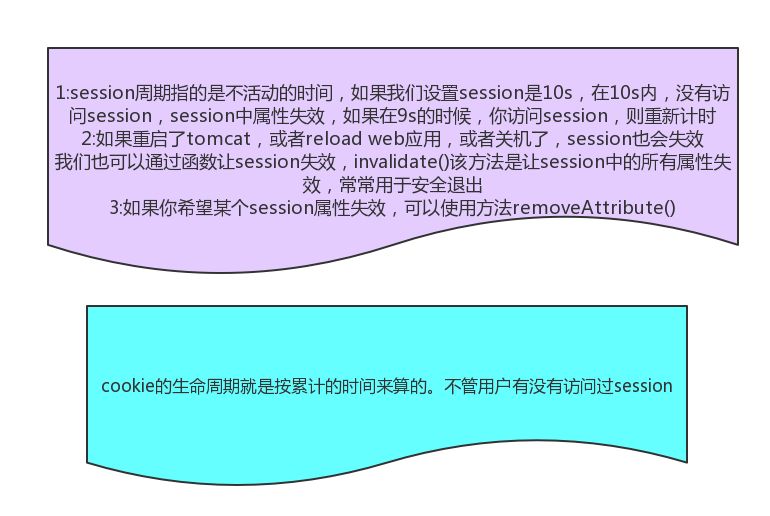 1:session周期指的是不活动的时间，如果我们设置session是10s，在10s内，没有访
问session，session中属性失效，如果在9s的时候，你访问session，则重新计时
2:如果重启了tomcat，或者reload web应用，或者关机了，session也会失效
我们也可以通过函数让session失效，invalidate()该方法是让session中的所有属性失
效，常常用于安全退出
3:如果你希望某个session属性失效，可以使用方法removeAttribute()
cookie的生命周期就是按累计的时间来算的。不管用户有没有访问过session